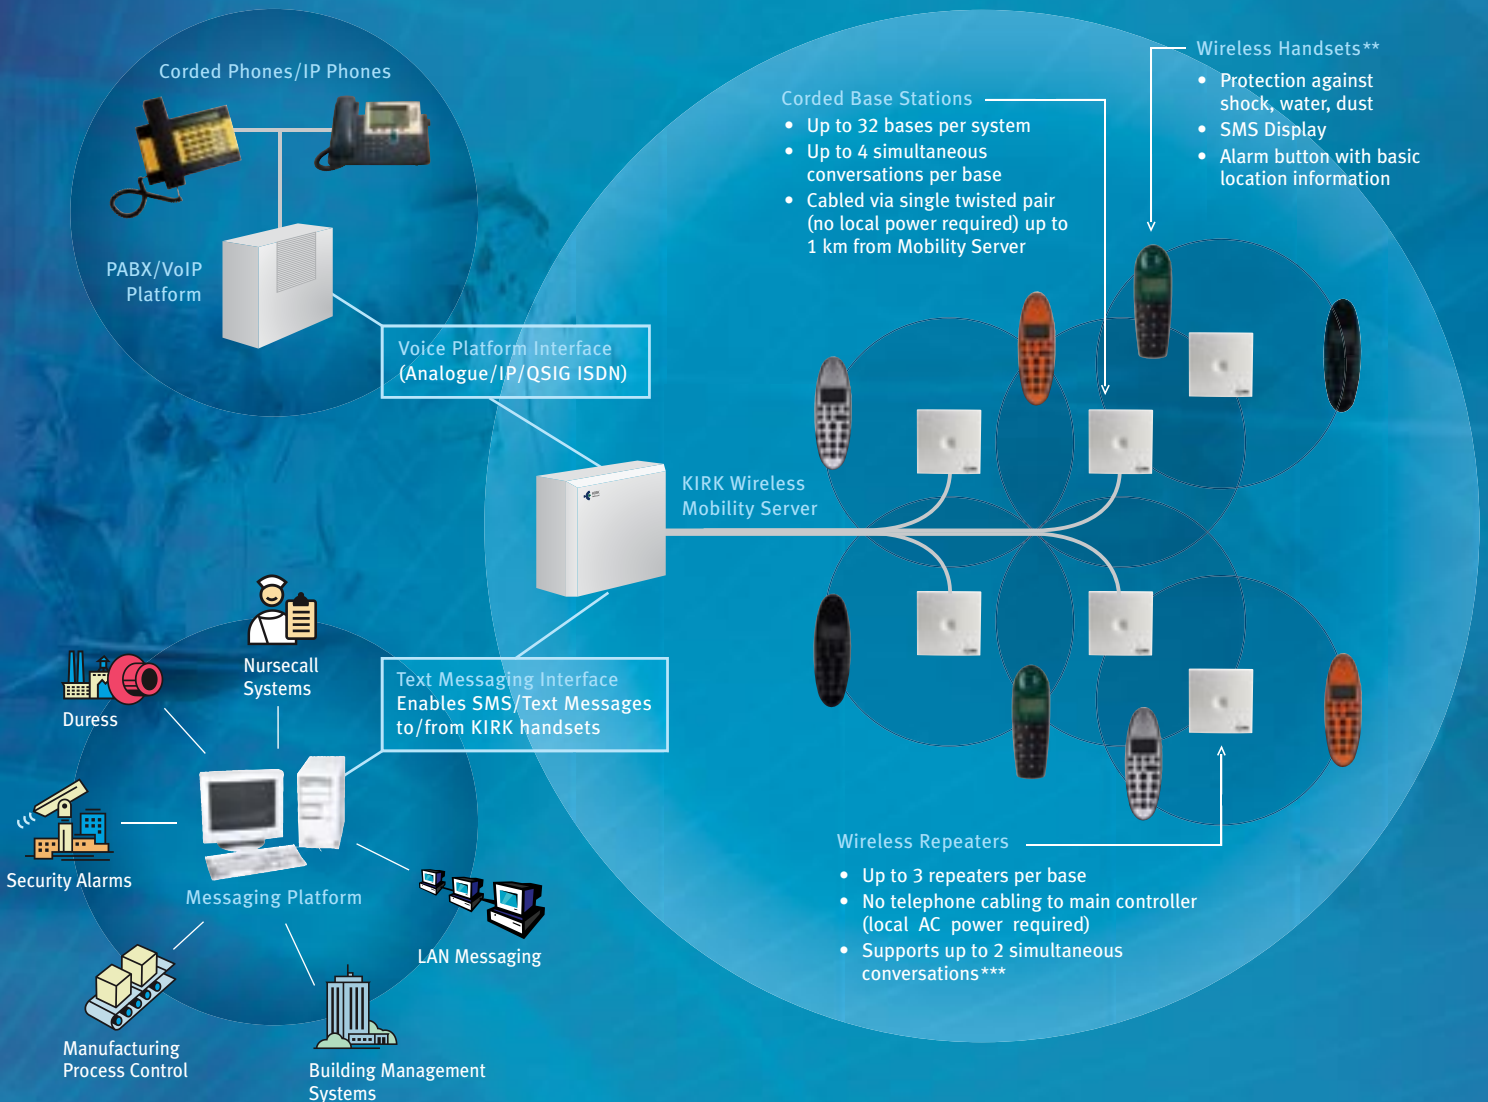 Corded Phones/IP Phones
PABX/VoIP
Platform
Voice Platform Interface
(Analogue/IP/QSIG ISDN)
Corded Base Stations
• Up to 32 bases per system
• Up to 4 simultaneous
conversations per base
• Cabled via single twisted pair
(no local power required) up to
1 km from Mobility Server
Wireless Handsets**
• Protection against
shock, water, dust
• SMS Display
• Alarm button with basic
location information
KIRK Wireless
Mobility Server
Nursecall
Systems
Duress
Text Messaging Interface
Enables SMS/Text Messages
to/from KIRK handsets
Security Alarms
Messaging Platform
LAN Messaging
Manufacturing
Process Control
Building Management
Systems
Wireless Repeaters
• Up to 3 repeaters per base
• No telephone cabling to main controller
(local AC power required)
• Supports up to 2 simultaneous
conversations***